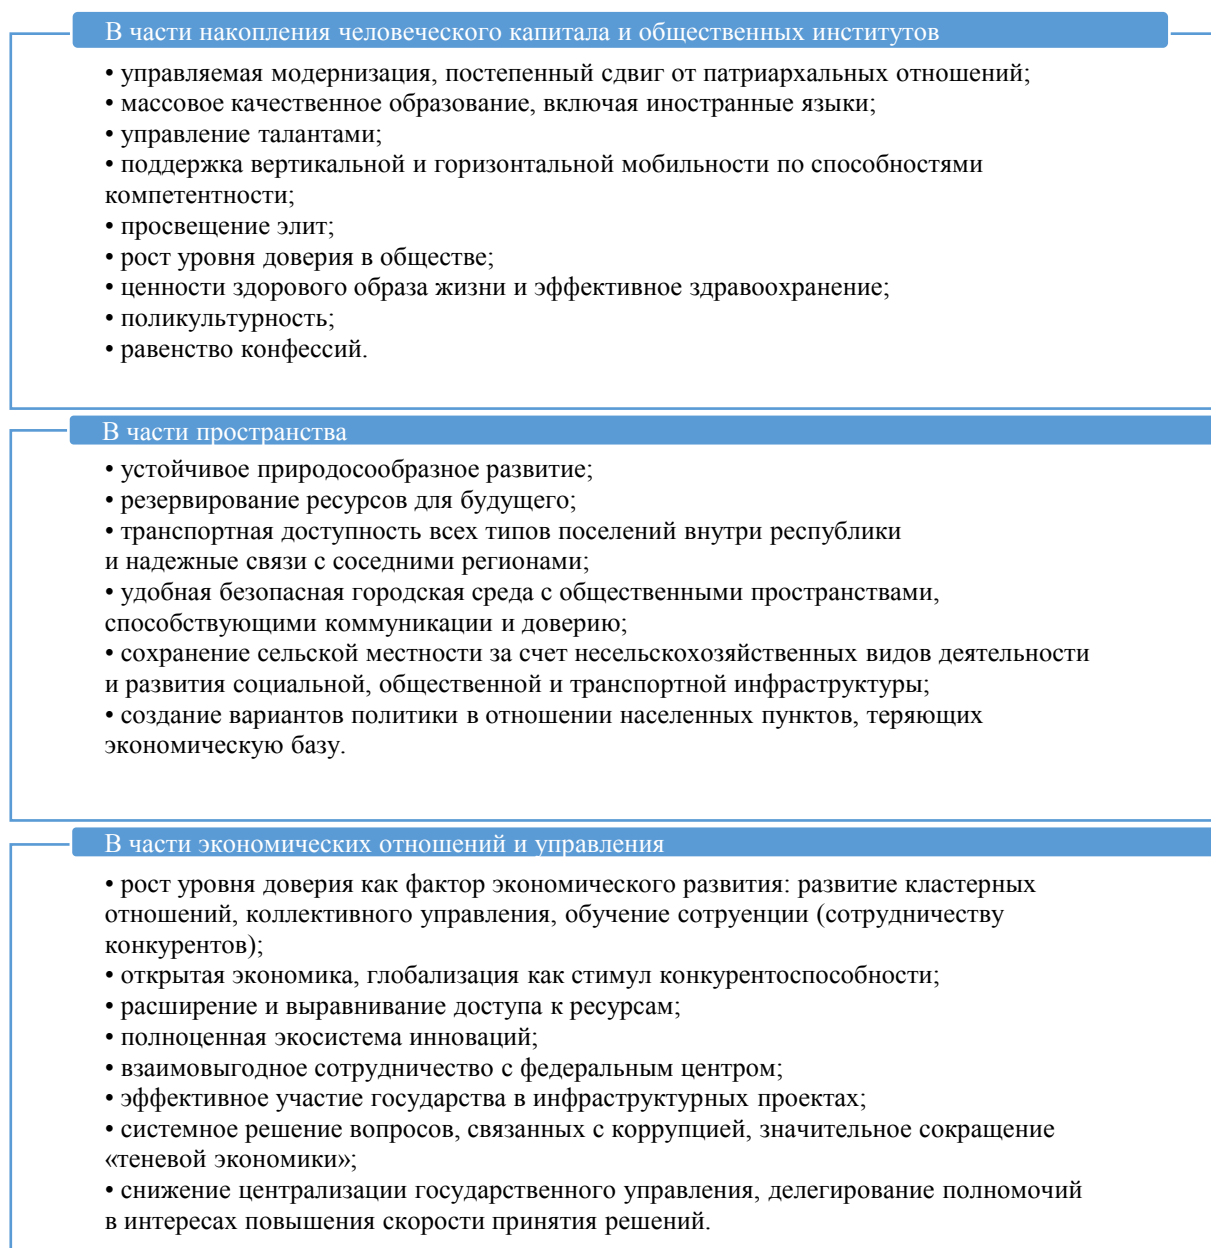 В части накопления человеческого капитала и общественных институтов
• управляемая модернизация, постепенный сдвиг от патриархальных отношений;
• массовое качественное образование, включая иностранные языки;
• управление талантами;
• поддержка вертикальной и горизонтальной мобильности по способностями
компетентности;
• просвещение элит;
• рост уровня доверия в обществе;
• ценности здорового образа жизни и эффективное здравоохранение;
• поликультурность;
• равенство конфессий.
В части пространства
• устойчивое природосообразное развитие;
• резервирование ресурсов для будущего;
• транспортная доступность всех типов поселений внутри республики
и надежные связи с соседними регионами;
• удобная безопасная городская среда с общественными пространствами,
способствующими коммуникации и доверию;
• сохранение сельской местности за счет несельскохозяйственных видов деятельности
и развития социальной, общественной и транспортной инфраструктуры;
• создание вариантов политики в отношении населенных пунктов, теряющих
экономическую базу.
В части экономических отношений и управления
• рост уровня доверия как фактор экономического развития: развитие кластерных
отношений, коллективного управления, обучение сотруенции (сотрудничеству
конкурентов);
• открытая экономика, глобализация как стимул конкурентоспособности;
• расширение и выравнивание доступа к ресурсам;
• полноценная экосистема инноваций;
• взаимовыгодное сотрудничество с федеральным центром;
• эффективное участие государства в инфраструктурных проектах;
• системное решение вопросов, связанных с коррупцией, значительное сокращение
«теневой экономики»;
• снижение централизации государственного управления, делегирование полномочий
в интересах повышения скорости принятия решений.